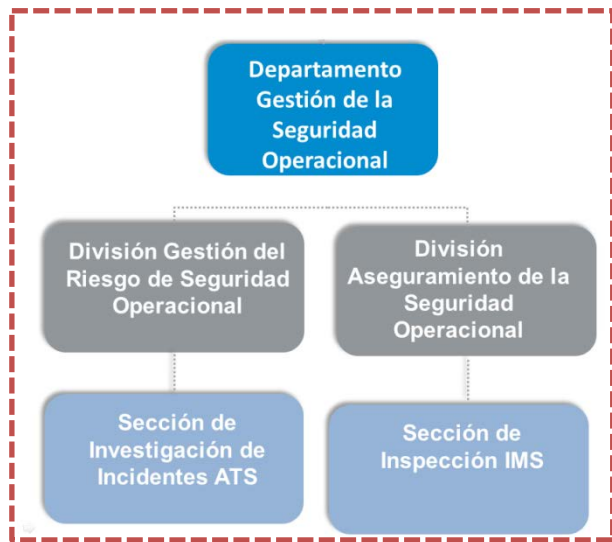 Departamento
Gestión de la
Seguridad
Operacional
División Gestión del
Riesgo de Seguridad
Operacional
División
Aseguramiento de la
Seguridad
Operacional
Sección de
Investigación de
Incidentes ATS
Sección de
Inspección IMS